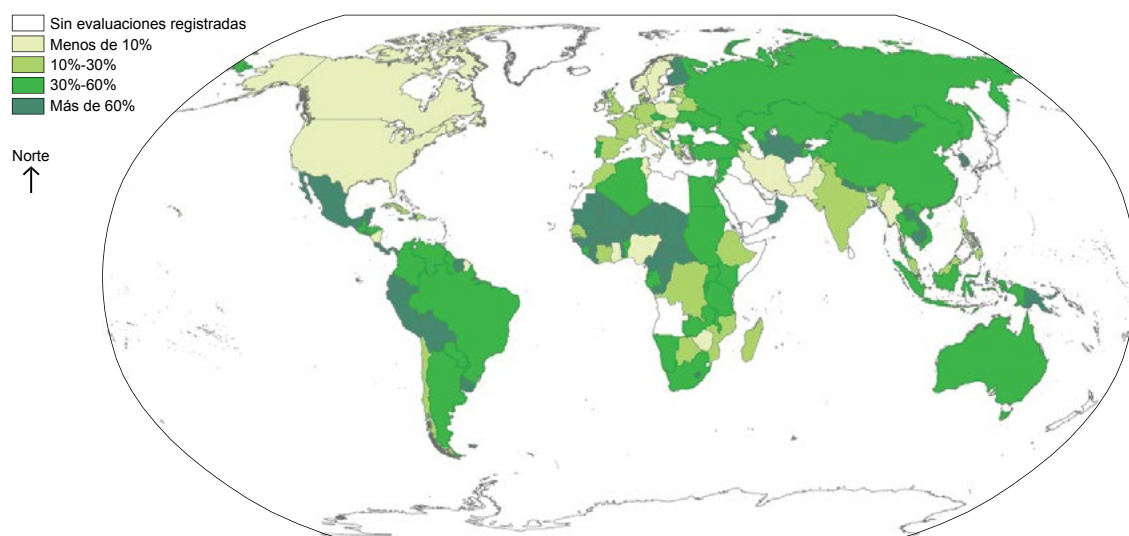 Sin evaluaciones registradas
Menos de 10%
10%-30%
30%-60%
Más de 60%
Norte